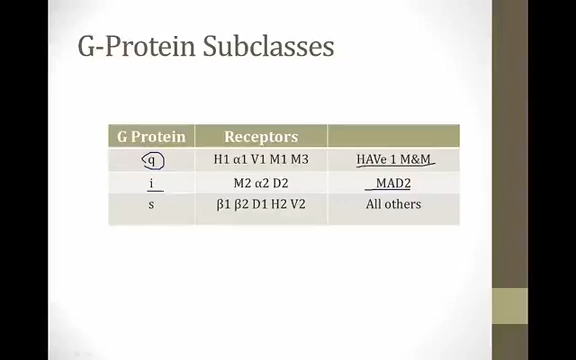 G-Protein Subclasses
G Protein Receptors
q H1 α1 V1 M1 M3 HAVe 1 M&M
i M2 α2 D2 MAD2
s β1 β2 D1 H2 V2 All others